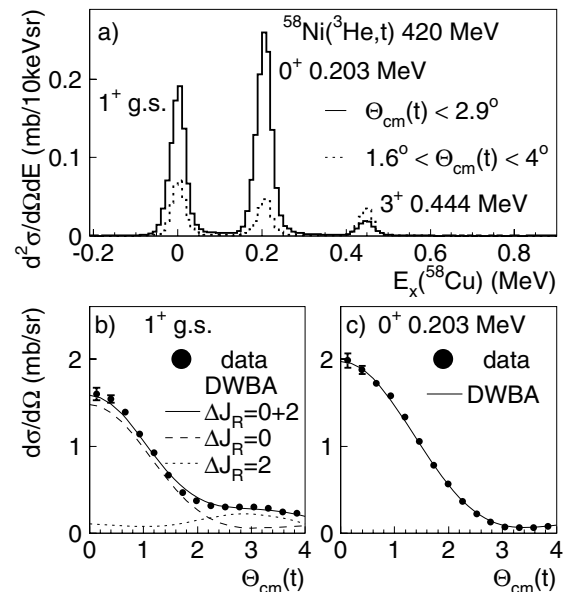 a)
⁵⁸Ni(³He,t) 420 MeV
0⁺ 0.203 MeV
1⁺ g.s.
Θcm(t) < 2.9°
1.6° < Θcm(t) < 4°
3⁺ 0.444 MeV
d²σ/dΩdE (mb/10keVsr)
0.2
0.1
0
-0.2 0 0.2 0.4 0.6 0.8
Eₓ(⁵⁸Cu) (MeV)
b) 1⁺ g.s.
data
DWBA
ΔJR=0+2
ΔJR=0
ΔJR=2
dσ/dΩ (mb/sr)
2
1
0
0 1 2 3 4
Θcm(t)
c) 0⁺ 0.203 MeV
data
DWBA
0 1 2 3 4
Θcm(t)